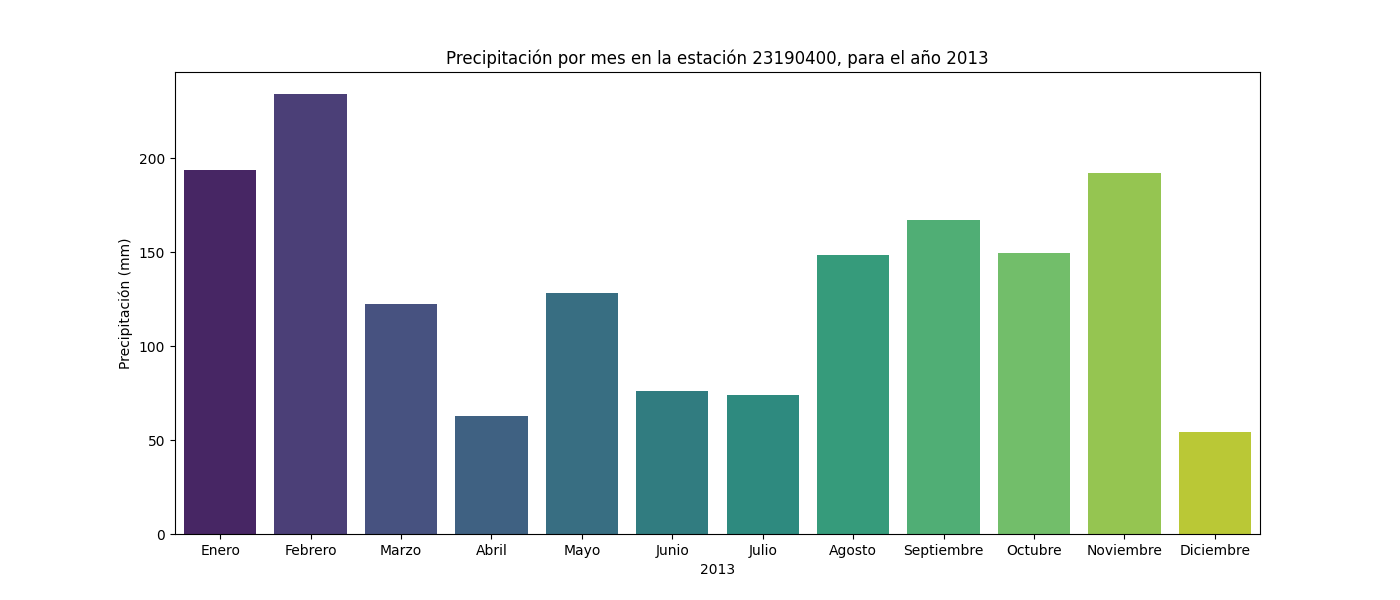 Precipitación por mes en la estación 23190400, para el año 2013
Precipitación (mm)
200
150
100
50
0
Enero Febrero Marzo Abril Mayo Junio Julio Agosto Septiembre Octubre Noviembre Diciembre
2013